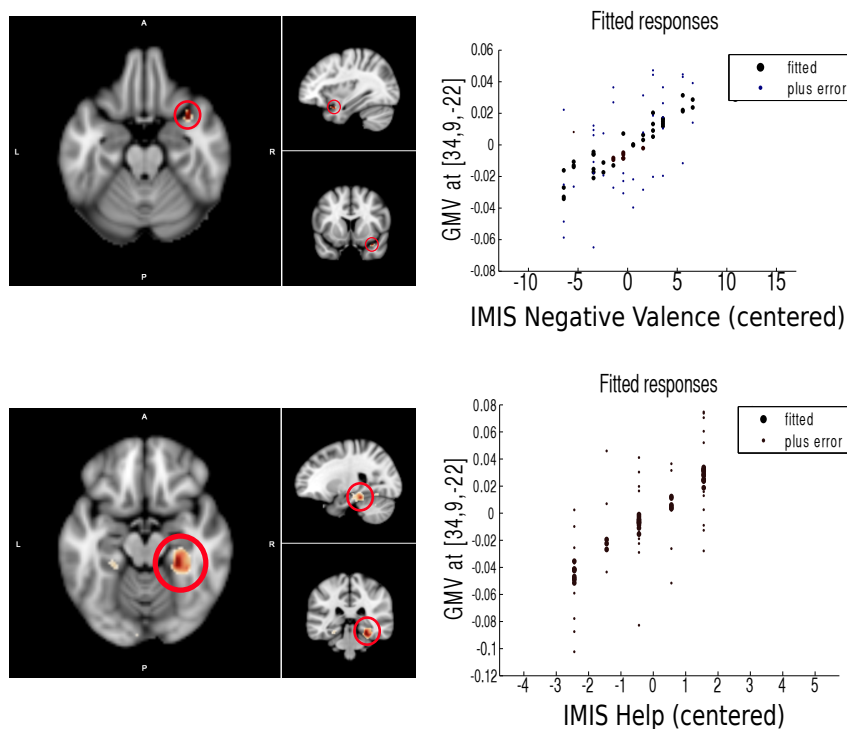 A
L
R
P
Fitted responses
fitted
plus error
GMV at [34,9,-22]
0.06
0.04
0.02
0
-0.02
-0.04
-0.06
-0.08
-10
-5
0
5
10
15
IMIS Negative Valence (centered)
A
L
R
P
Fitted responses
fitted
plus error
GMV at [34,9,-22]
0.08
0.06
0.04
0.02
0
-0.02
-0.04
-0.06
-0.08
-0.1
-0.12
-4
-3
-2
-1
0
1
2
3
4
5
IMIS Help (centered)